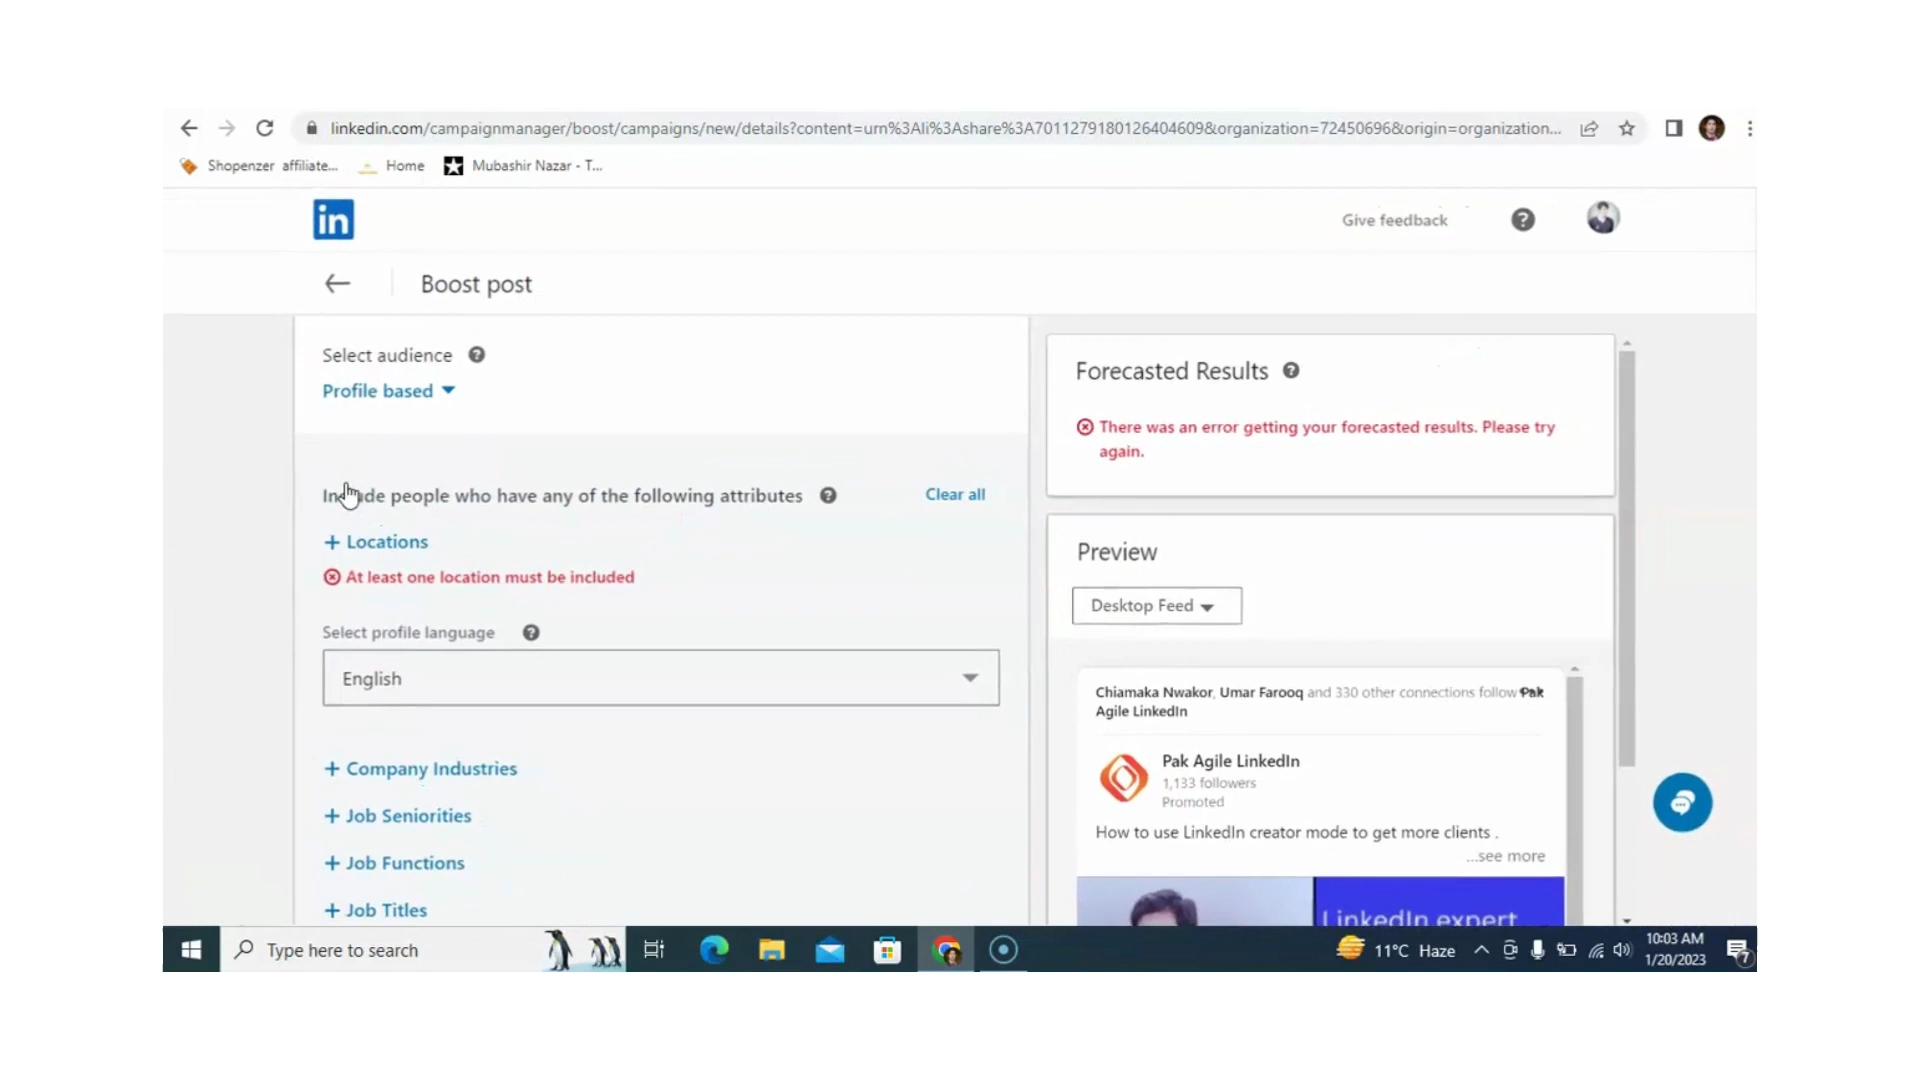 linkedin.com/campaignmanager/boost/campaigns/new/details?content=urn%3Ali%3Ashare%3A7011279180126404609&organization=72450696&origin=organization...
Shopenzer affiliate...
Home
Mubashir Nazar - T...
in
Give feedback
Boost post
Select audience
Profile based
Include people who have any of the following attributes
Clear all
+ Locations
At least one location must be included
Select profile language
English
+ Company Industries
+ Job Seniorities
+ Job Functions
+ Job Titles
Forecasted Results
There was an error getting your forecasted results. Please try
again.
Preview
Desktop Feed
Chiamaka Nwakor, Umar Farooq and 330 other connections follow Pak
Agile LinkedIn
Pak Agile LinkedIn
1,133 followers
Promoted
How to use LinkedIn creator mode to get more clients .
...see more
LinkedIn expert
Type here to search
11°C Haze
10:03 AM
1/20/2023
7